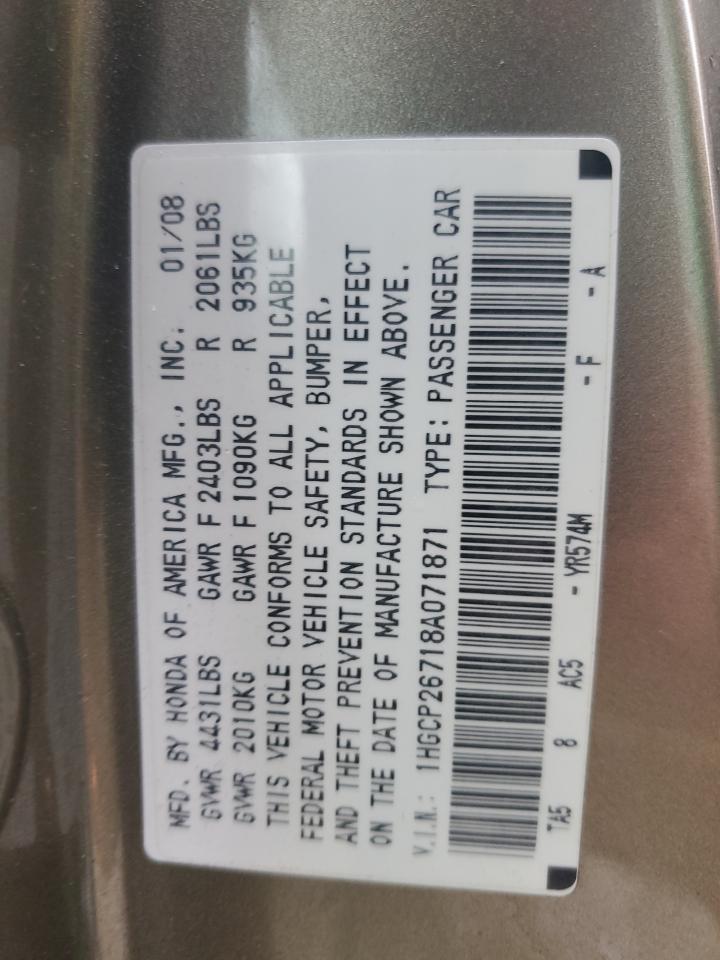 MFD. BY HONDA OF AMERICA MFG., INC. 01/08
GVWR 4431LBS GAWR F 2403LBS R 2061LBS
GVWR 2010KG GAWR F 1090KG R 935KG
THIS VEHICLE CONFORMS TO ALL APPLICABLE
FEDERAL MOTOR VEHICLE SAFETY, BUMPER,
AND THEFT PREVENTION STANDARDS IN EFFECT
ON THE DATE OF MANUFACTURE SHOWN ABOVE.
V.I.N.: 1HGCP26718A071871 TYPE: PASSENGER CAR
TA5 8 AC5 - YR574M - F - A